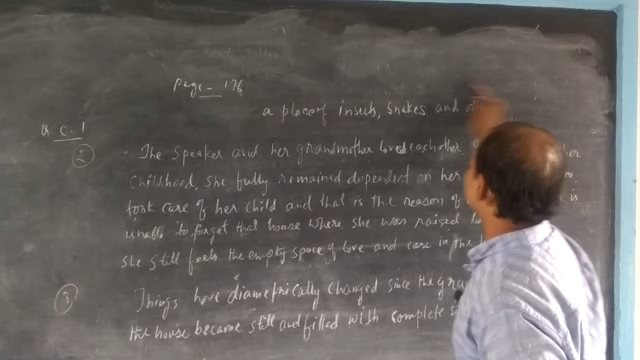 Page- 176
a place of insects, snakes and
Q C.1
2 . The speaker and her grandmother loved each other her
childhood, she fully remained dependent on her
took care of her child and that is the reason of is
unable to forget that house where she was raised
she still feels the empty space of love and care in the
3 Things have diametrically changed since the gra
the house became still and filled with complete s